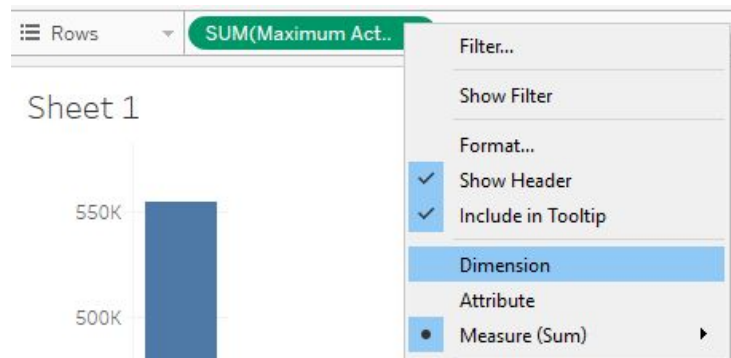 Rows
SUM(Maximum Act..
Filter...
Show Filter
Format...
Show Header
Include in Tooltip
Dimension
Attribute
Measure (Sum)
Sheet 1
550K
500K